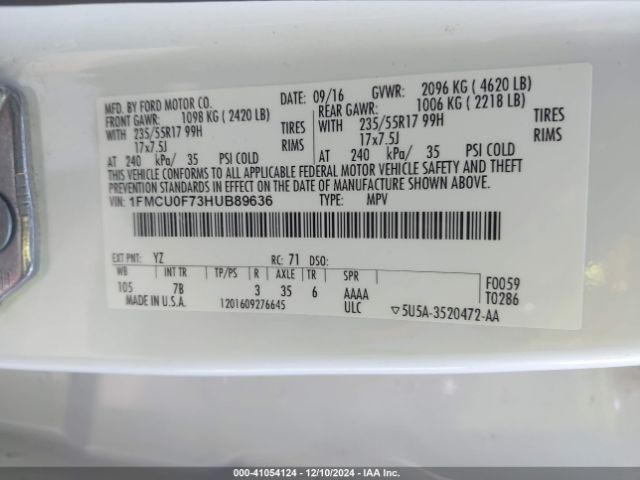 MFD. BY FORD MOTOR CO. DATE: 09/16 GVWR: 2096 KG ( 4620 LB)
FRONT GAWR: 1098 KG ( 2420 LB) REAR GAWR: 1006 KG ( 2218 LB)
WITH 235/55R17 99H TIRES WITH 235/55R17 99H TIRES
17x7.5J RIMS 17x7.5J RIMS
AT 240 kPa/ 35 PSI COLD AT 240 kPa/ 35 PSI COLD
THIS VEHICLE CONFORMS TO ALL APPLICABLE FEDERAL MOTOR VEHICLE SAFETY AND THEFT
PREVENTION STANDARDS IN EFFECT ON THE DATE OF MANUFACTURE SHOWN ABOVE.
VIN: 1FMCU0F73HUB89636 TYPE: MPV
EXT PNT: YZ RC: 71 DSO:
WB INT TR TP/PS R AXLE TR SPR F0059
105 7B 3 35 6 AAAA T0286
MADE IN U.S.A. 1201609276645 ULC ▽5U5A-3520472-AA
000-41054124 - 12/10/2024 - IAA Inc.